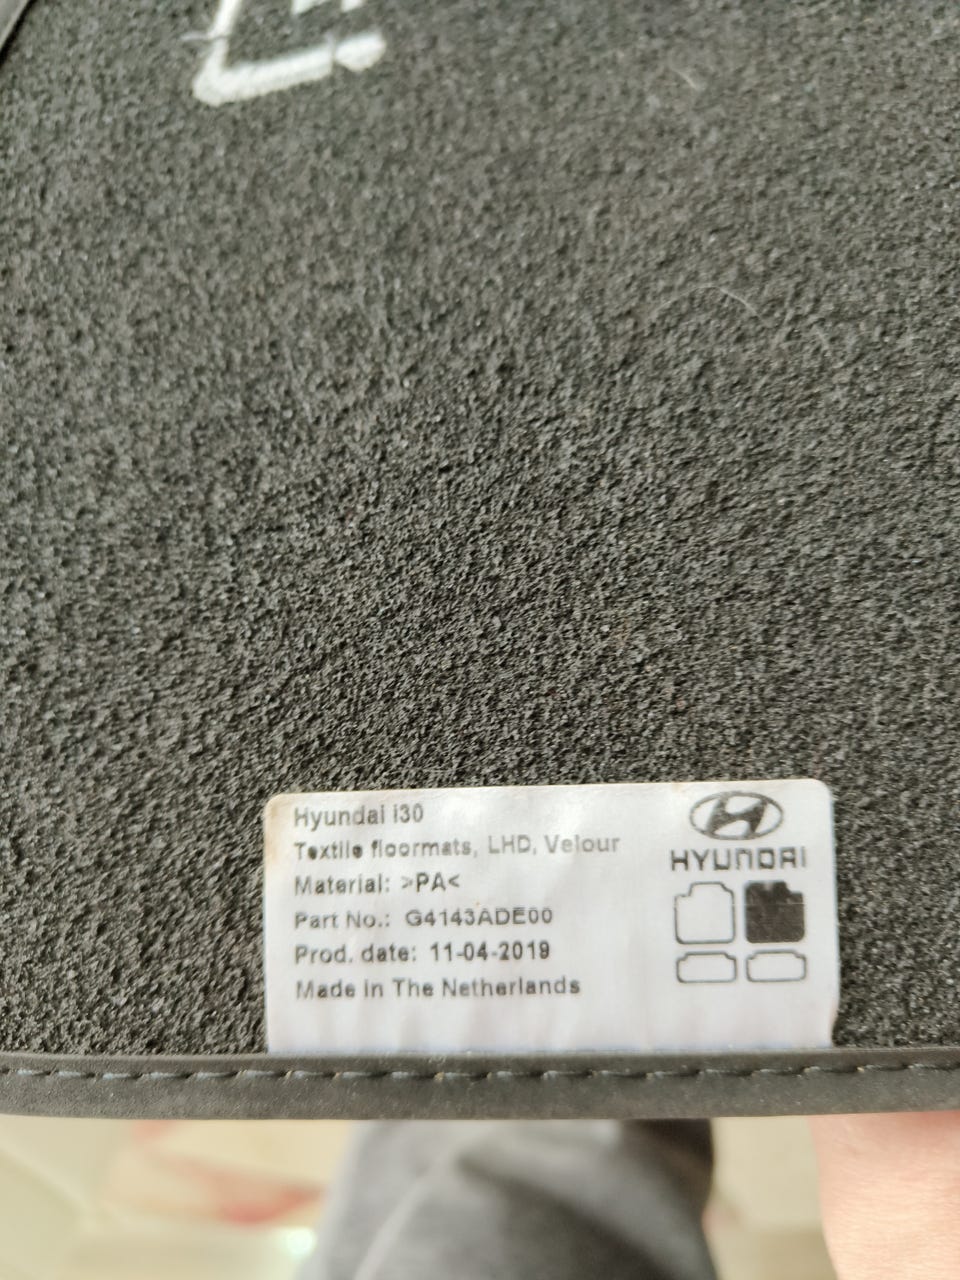 Hyundai i30
Textile floormats, LHD, Velour
Material: >PA<
Part No.: G4143ADE00
Prod. date: 11-04-2019
Made in The Netherlands
HYUNDAI